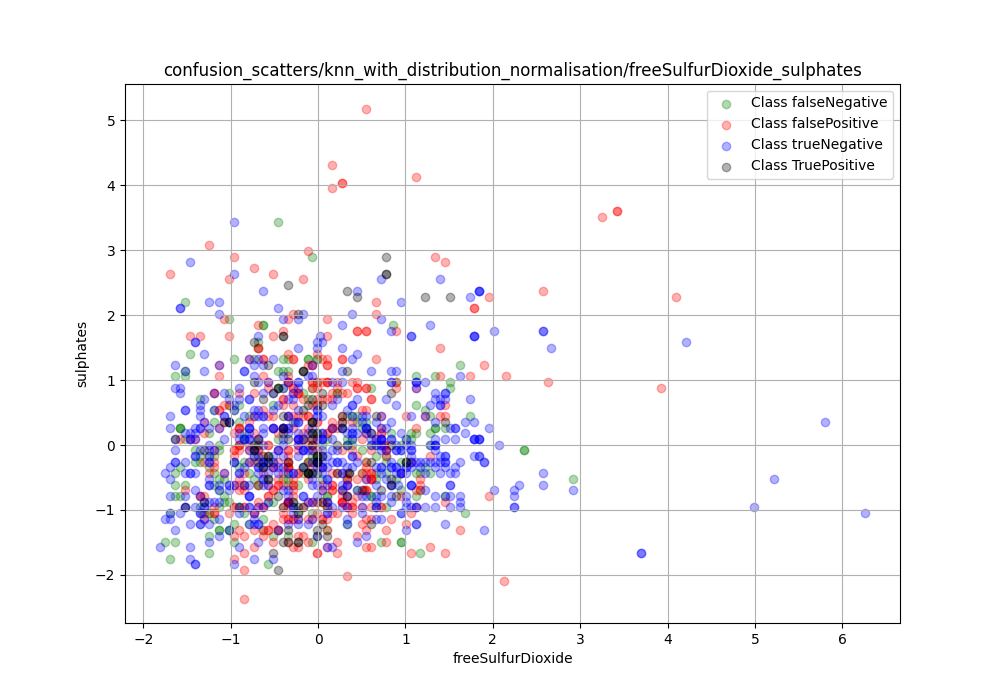 confusion_scatters/knn_with_distribution_normalisation/freeSulfurDioxide_sulphates
Class falseNegative
Class falsePositive
Class trueNegative
Class TruePositive
5
4
3
2
1
0
−1
−2
sulphates
−2
−1
0
1
2
3
4
5
6
freeSulfurDioxide